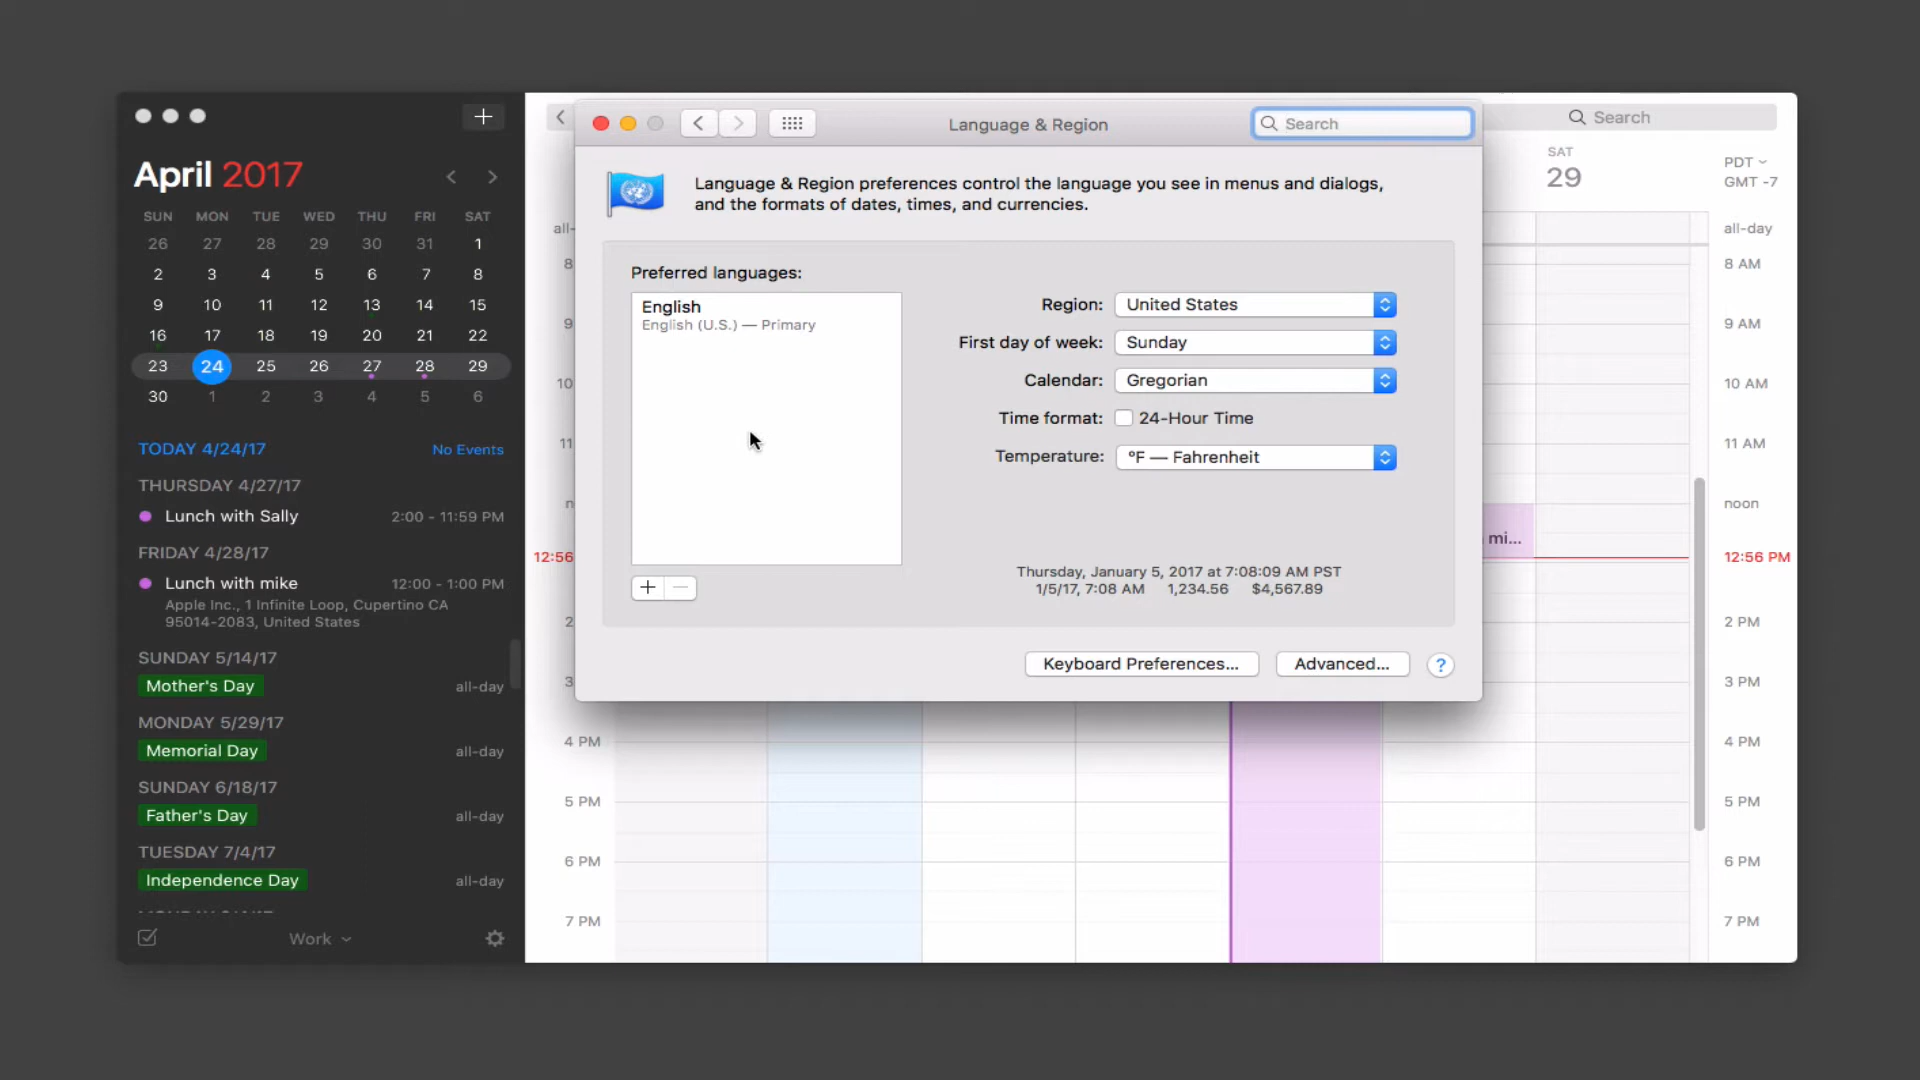 April 2017
SUN MON TUE WED THU FRI SAT
26 27 28 29 30 31 1
2 3 4 5 6 7 8
9 10 11 12 13 14 15
16 17 18 19 20 21 22
23 24 25 26 27 28 29
30 1 2 3 4 5 6
TODAY 4/24/17 No Events
THURSDAY 4/27/17
Lunch with Sally 2:00 - 11:59 PM
FRIDAY 4/28/17
Lunch with mike 12:00 - 1:00 PM
Apple Inc., 1 Infinite Loop, Cupertino CA
95014-2083, United States
SUNDAY 5/14/17
Mother's Day all-day
MONDAY 5/29/17
Memorial Day all-day
SUNDAY 6/18/17
Father's Day all-day
TUESDAY 7/4/17
Independence Day all-day
Work
Language & Region
Search
Language & Region preferences control the language you see in menus and dialogs,
and the formats of dates, times, and currencies.
Preferred languages:
English
English (U.S.) — Primary
Region: United States
First day of week: Sunday
Calendar: Gregorian
Time format: 24-Hour Time
Temperature: °F — Fahrenheit
Thursday, January 5, 2017 at 7:08:09 AM PST
1/5/17, 7:08 AM 1,234.56 $4,567.89
Keyboard Preferences...
Advanced...
?
all-
8
9
10
11
n
12:56
2
3
4 PM
5 PM
6 PM
7 PM
Search
SAT
29
mi...
PDT
GMT -7
all-day
8 AM
9 AM
10 AM
11 AM
noon
12:56 PM
2 PM
3 PM
4 PM
5 PM
6 PM
7 PM